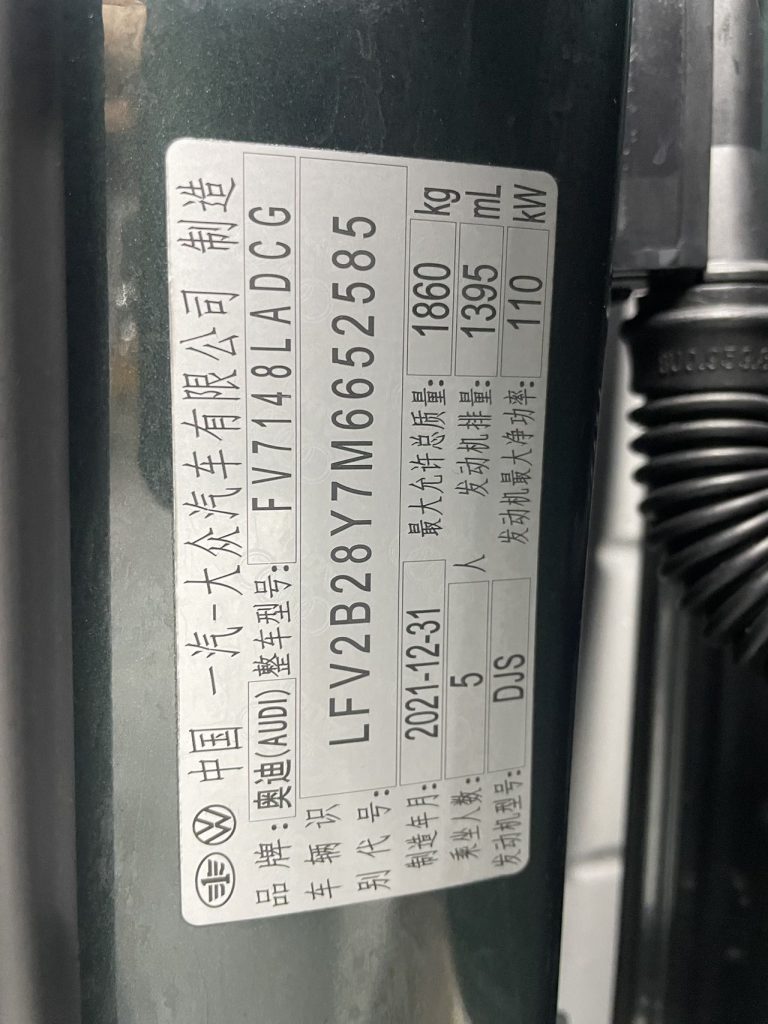 中国 一汽-大众汽车有限公司 制造
品牌:奥迪(AUDI) 整车型号: FV7148LADCG
车辆识别代号: LFV2B28Y7M6652585
制造年月: 2021-12-31 最大允许总质量: 1860 kg
乘坐人数: 5 人 发动机排量: 1395 mL
发动机型号: DJS 发动机最大净功率: 110 kW